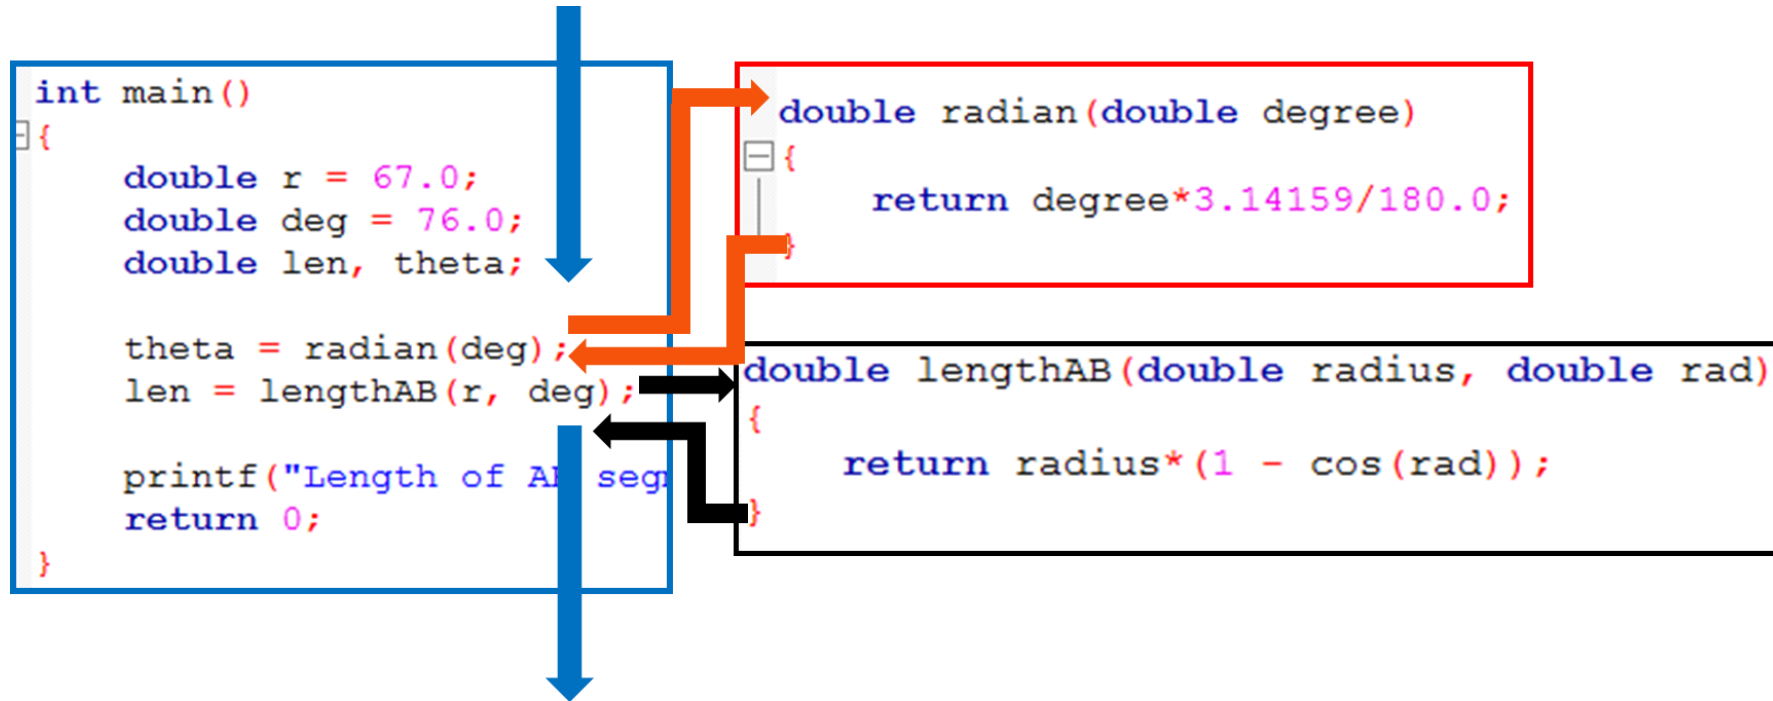 int main()
{
double r = 67.0;
double deg = 76.0;
double len, theta;
theta = radian(deg);
len = lengthAB(r, deg);
printf("Length of
return 0;
}
double radian(double degree)
{
return degree*3.14159/180.0;
}
double lengthAB(double radius, double rad)
{
return radius*(1 - cos(rad));
}